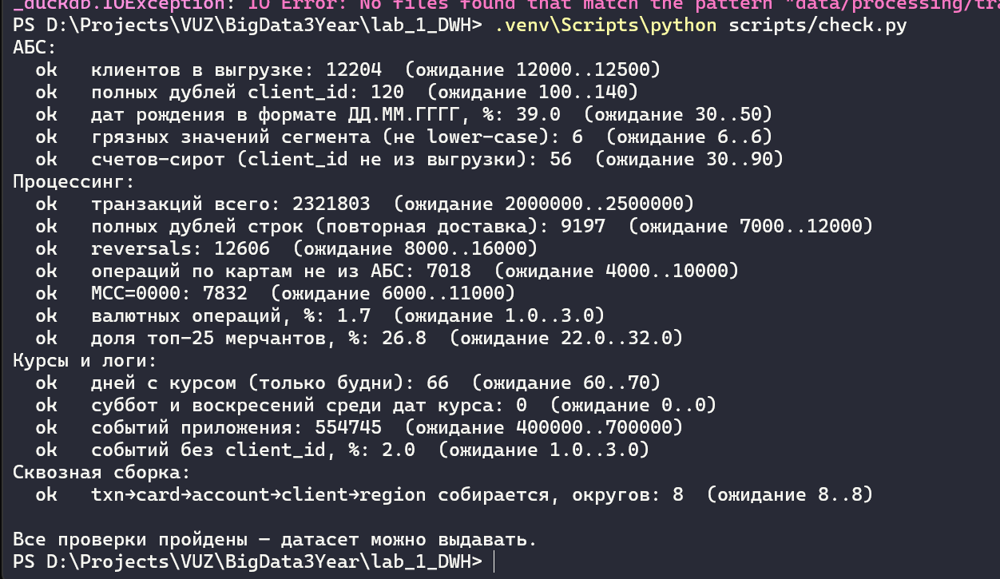 _duckdb.IOException: IO Error: No files found that match the pattern "data/processing/tra
PS D:\Projects\VUZ\BigData3Year\lab_1_DWH> .venv\Scripts\python scripts/check.py
АБС:
ok клиентов в выгрузке: 12204 (ожидание 12000..12500)
ok полных дублей client_id: 120 (ожидание 100..140)
ok дат рождения в формате ДД.ММ.ГГГГ, %: 39.0 (ожидание 30..50)
ok грязных значений сегмента (не lower-case): 6 (ожидание 6..6)
ok счетов-сирот (client_id не из выгрузки): 56 (ожидание 30..90)
Процессинг:
ok транзакций всего: 2321803 (ожидание 2000000..2500000)
ok полных дублей строк (повторная доставка): 9197 (ожидание 7000..12000)
ok reversals: 12606 (ожидание 8000..16000)
ok операций по картам не из АБС: 7018 (ожидание 4000..10000)
ok MCC=0000: 7832 (ожидание 6000..11000)
ok валютных операций, %: 1.7 (ожидание 1.0..3.0)
ok доля топ-25 мерчантов, %: 26.8 (ожидание 22.0..32.0)
Курсы и логи:
ok дней с курсом (только будни): 66 (ожидание 60..70)
ok суббот и воскресений среди дат курса: 0 (ожидание 0..0)
ok событий приложения: 554745 (ожидание 400000..700000)
ok событий без client_id, %: 2.0 (ожидание 1.0..3.0)
Сквозная сборка:
ok txn→card→account→client→region собирается, округов: 8 (ожидание 8..8)
Все проверки пройдены — датасет можно выдавать.
PS D:\Projects\VUZ\BigData3Year\lab_1_DWH>